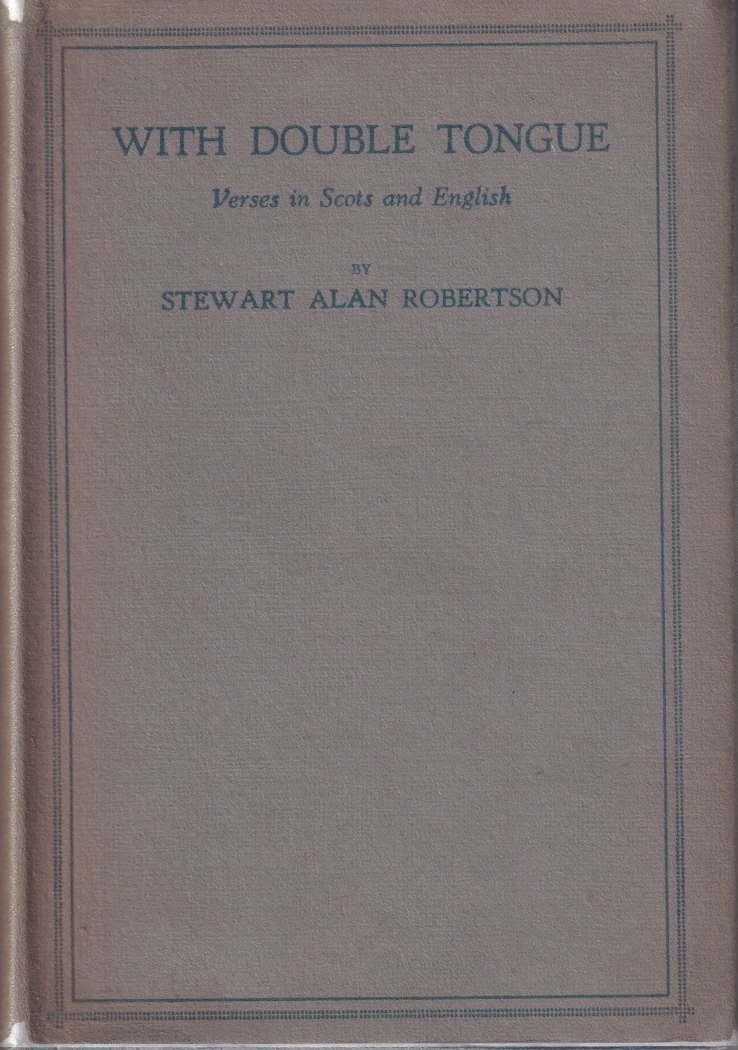 WITH DOUBLE TONGUE
Verses in Scots and English
BY
STEWART ALAN ROBERTSON